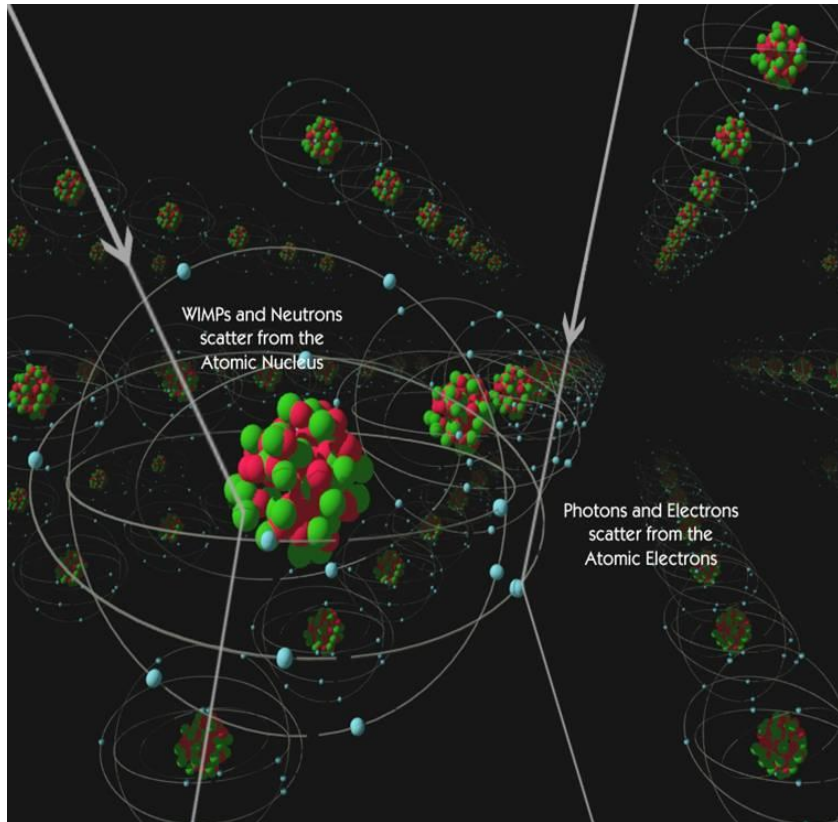 WIMPs and Neutrons
scatter from the
Atomic Nucleus
Photons and Electrons
scatter from the
Atomic Electrons